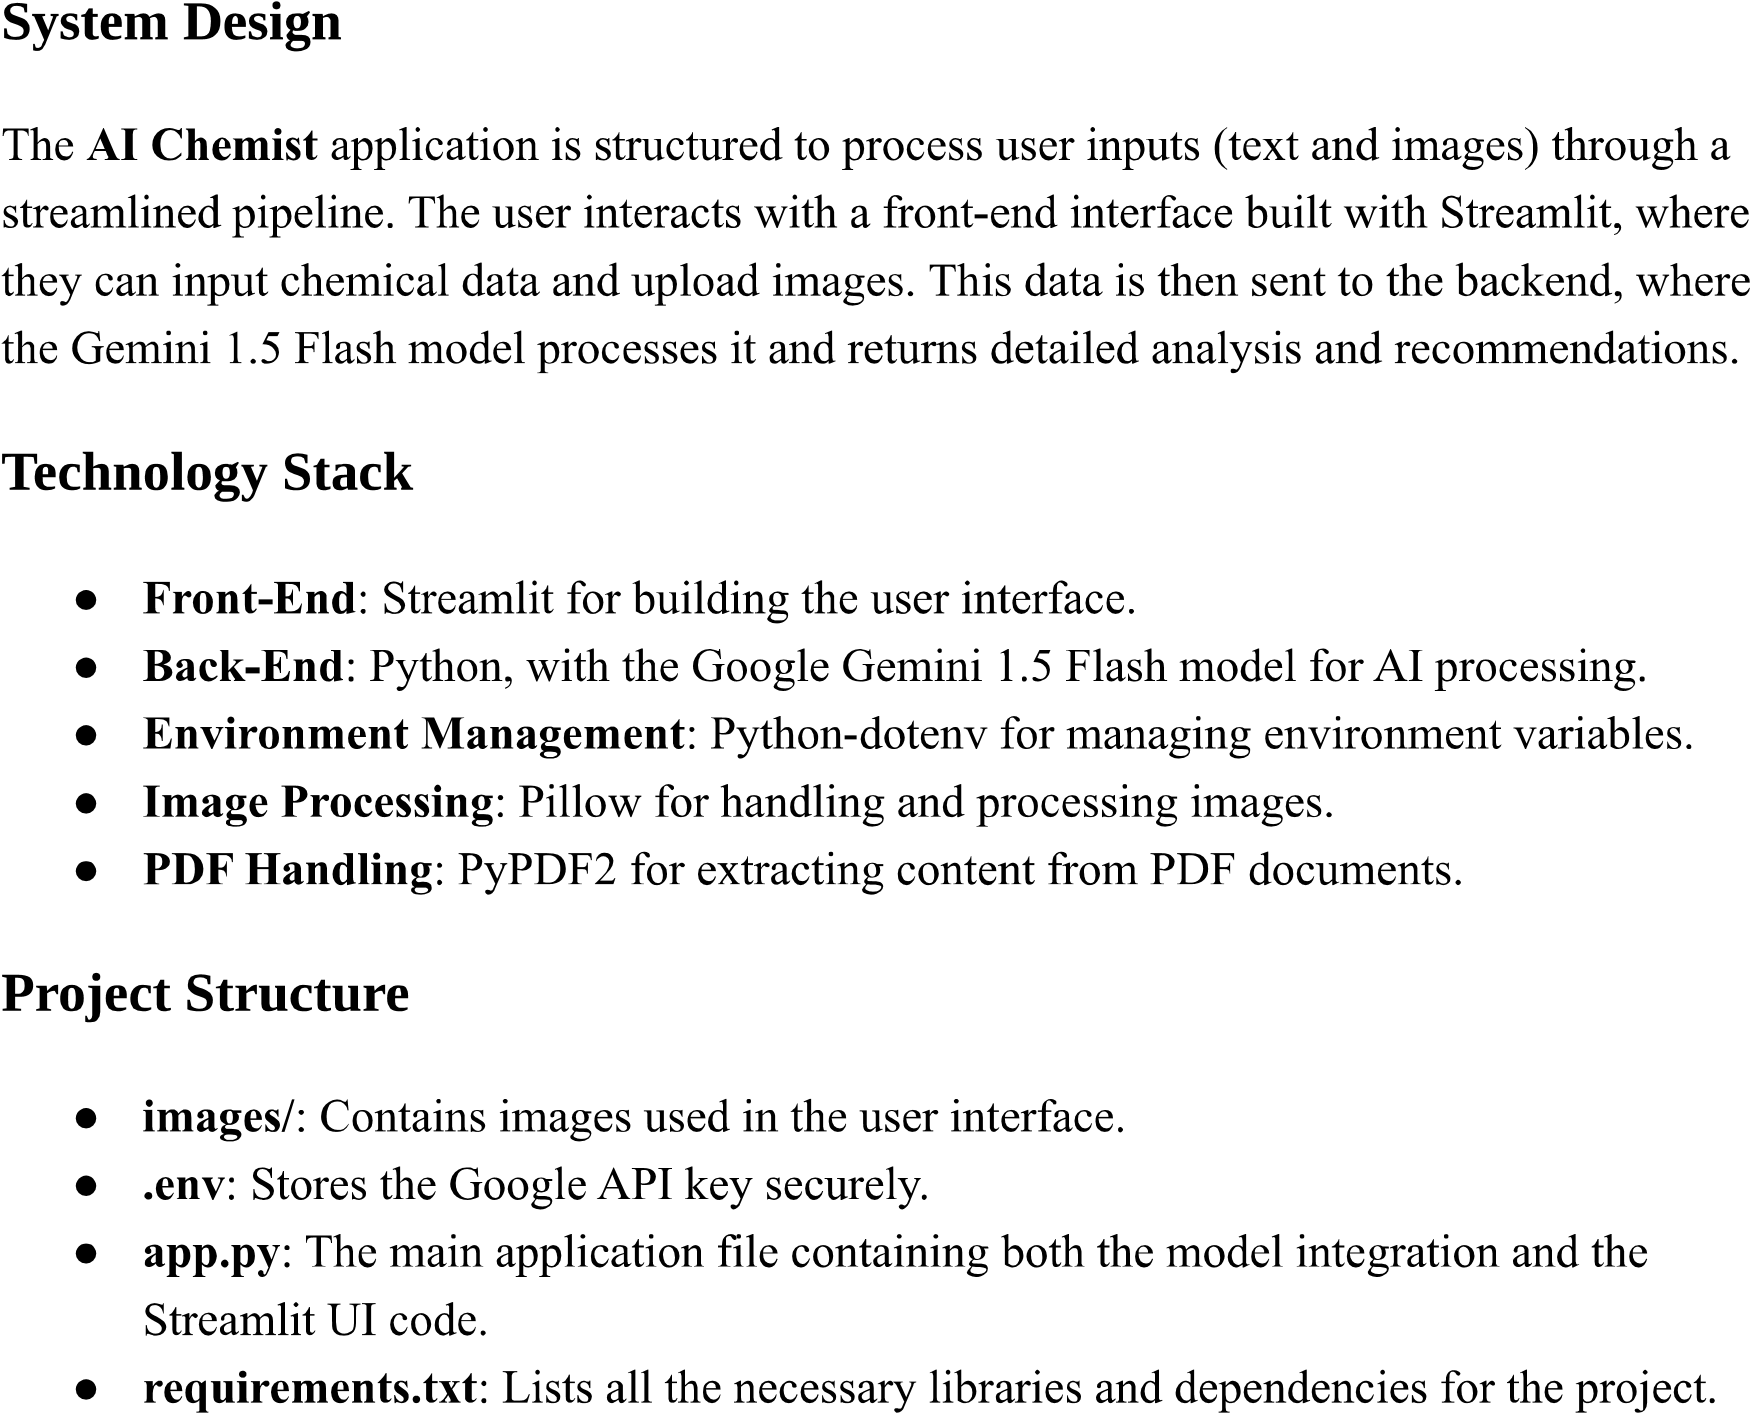 System Design
The AI Chemist application is structured to process user inputs (text and images) through a
streamlined pipeline. The user interacts with a front-end interface built with Streamlit, where
they can input chemical data and upload images. This data is then sent to the backend, where
the Gemini 1.5 Flash model processes it and returns detailed analysis and recommendations.
Technology Stack
● Front-End: Streamlit for building the user interface.
● Back-End: Python, with the Google Gemini 1.5 Flash model for AI processing.
● Environment Management: Python-dotenv for managing environment variables.
● Image Processing: Pillow for handling and processing images.
● PDF Handling: PyPDF2 for extracting content from PDF documents.
Project Structure
● images/: Contains images used in the user interface.
● .env: Stores the Google API key securely.
● app.py: The main application file containing both the model integration and the
Streamlit UI code.
● requirements.txt: Lists all the necessary libraries and dependencies for the project.